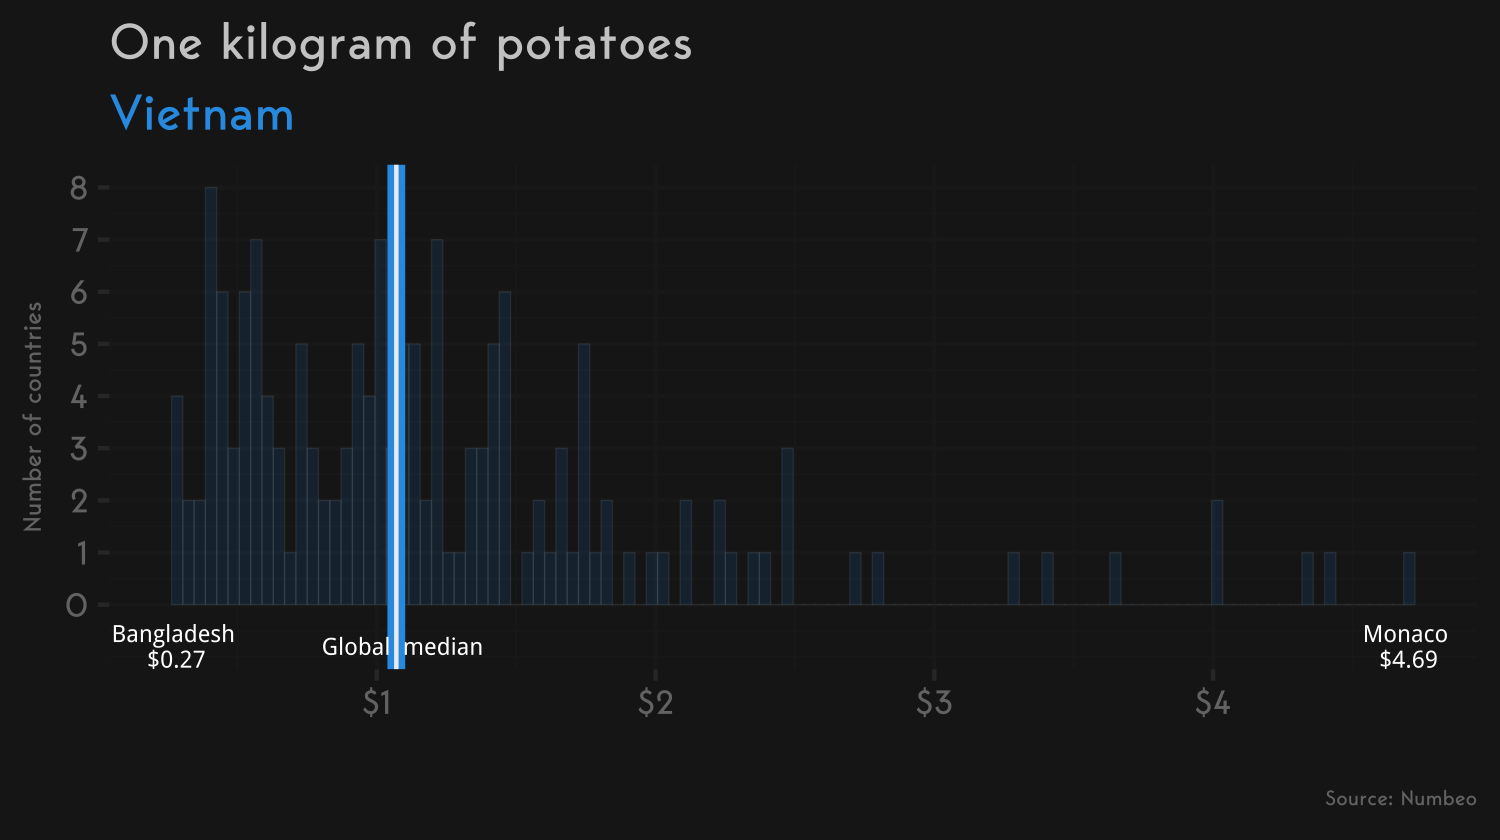 One kilogram of potatoes
Vietnam
Number of countries
8
7
6
5
4
3
2
1
0
Bangladesh
$0.27
Global median
Monaco
$4.69
$1 $2 $3 $4
Source: Numbeo